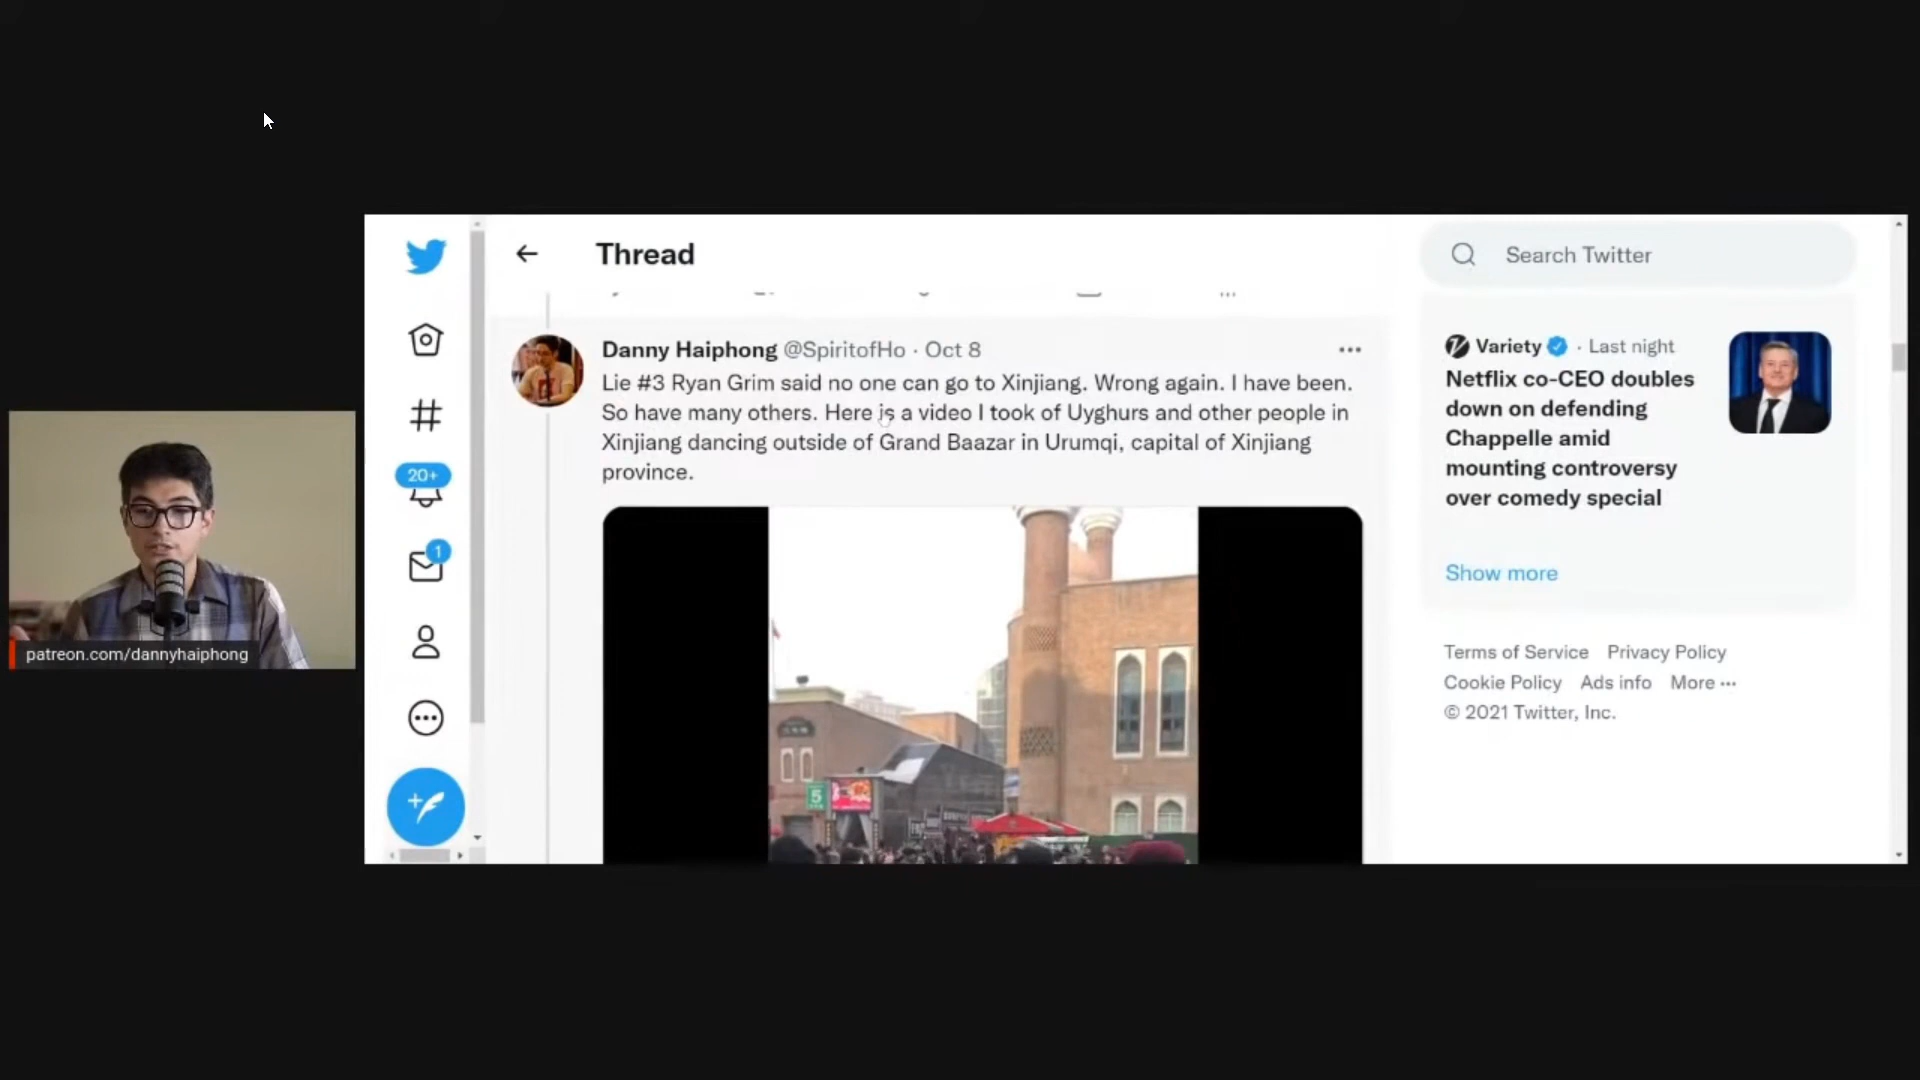 Thread
Search Twitter
Danny Haiphong @SpiritofHo · Oct 8
Lie #3 Ryan Grim said no one can go to Xinjiang. Wrong again. I have been.
So have many others. Here is a video I took of Uyghurs and other people in
Xinjiang dancing outside of Grand Baazar in Urumqi, capital of Xinjiang
province.
20+
1
5
patreon.com/dannyhaiphong
Variety · Last night
Netflix co-CEO doubles
down on defending
Chappelle amid
mounting controversy
over comedy special
Show more
Terms of Service Privacy Policy
Cookie Policy Ads info More ···
© 2021 Twitter, Inc.